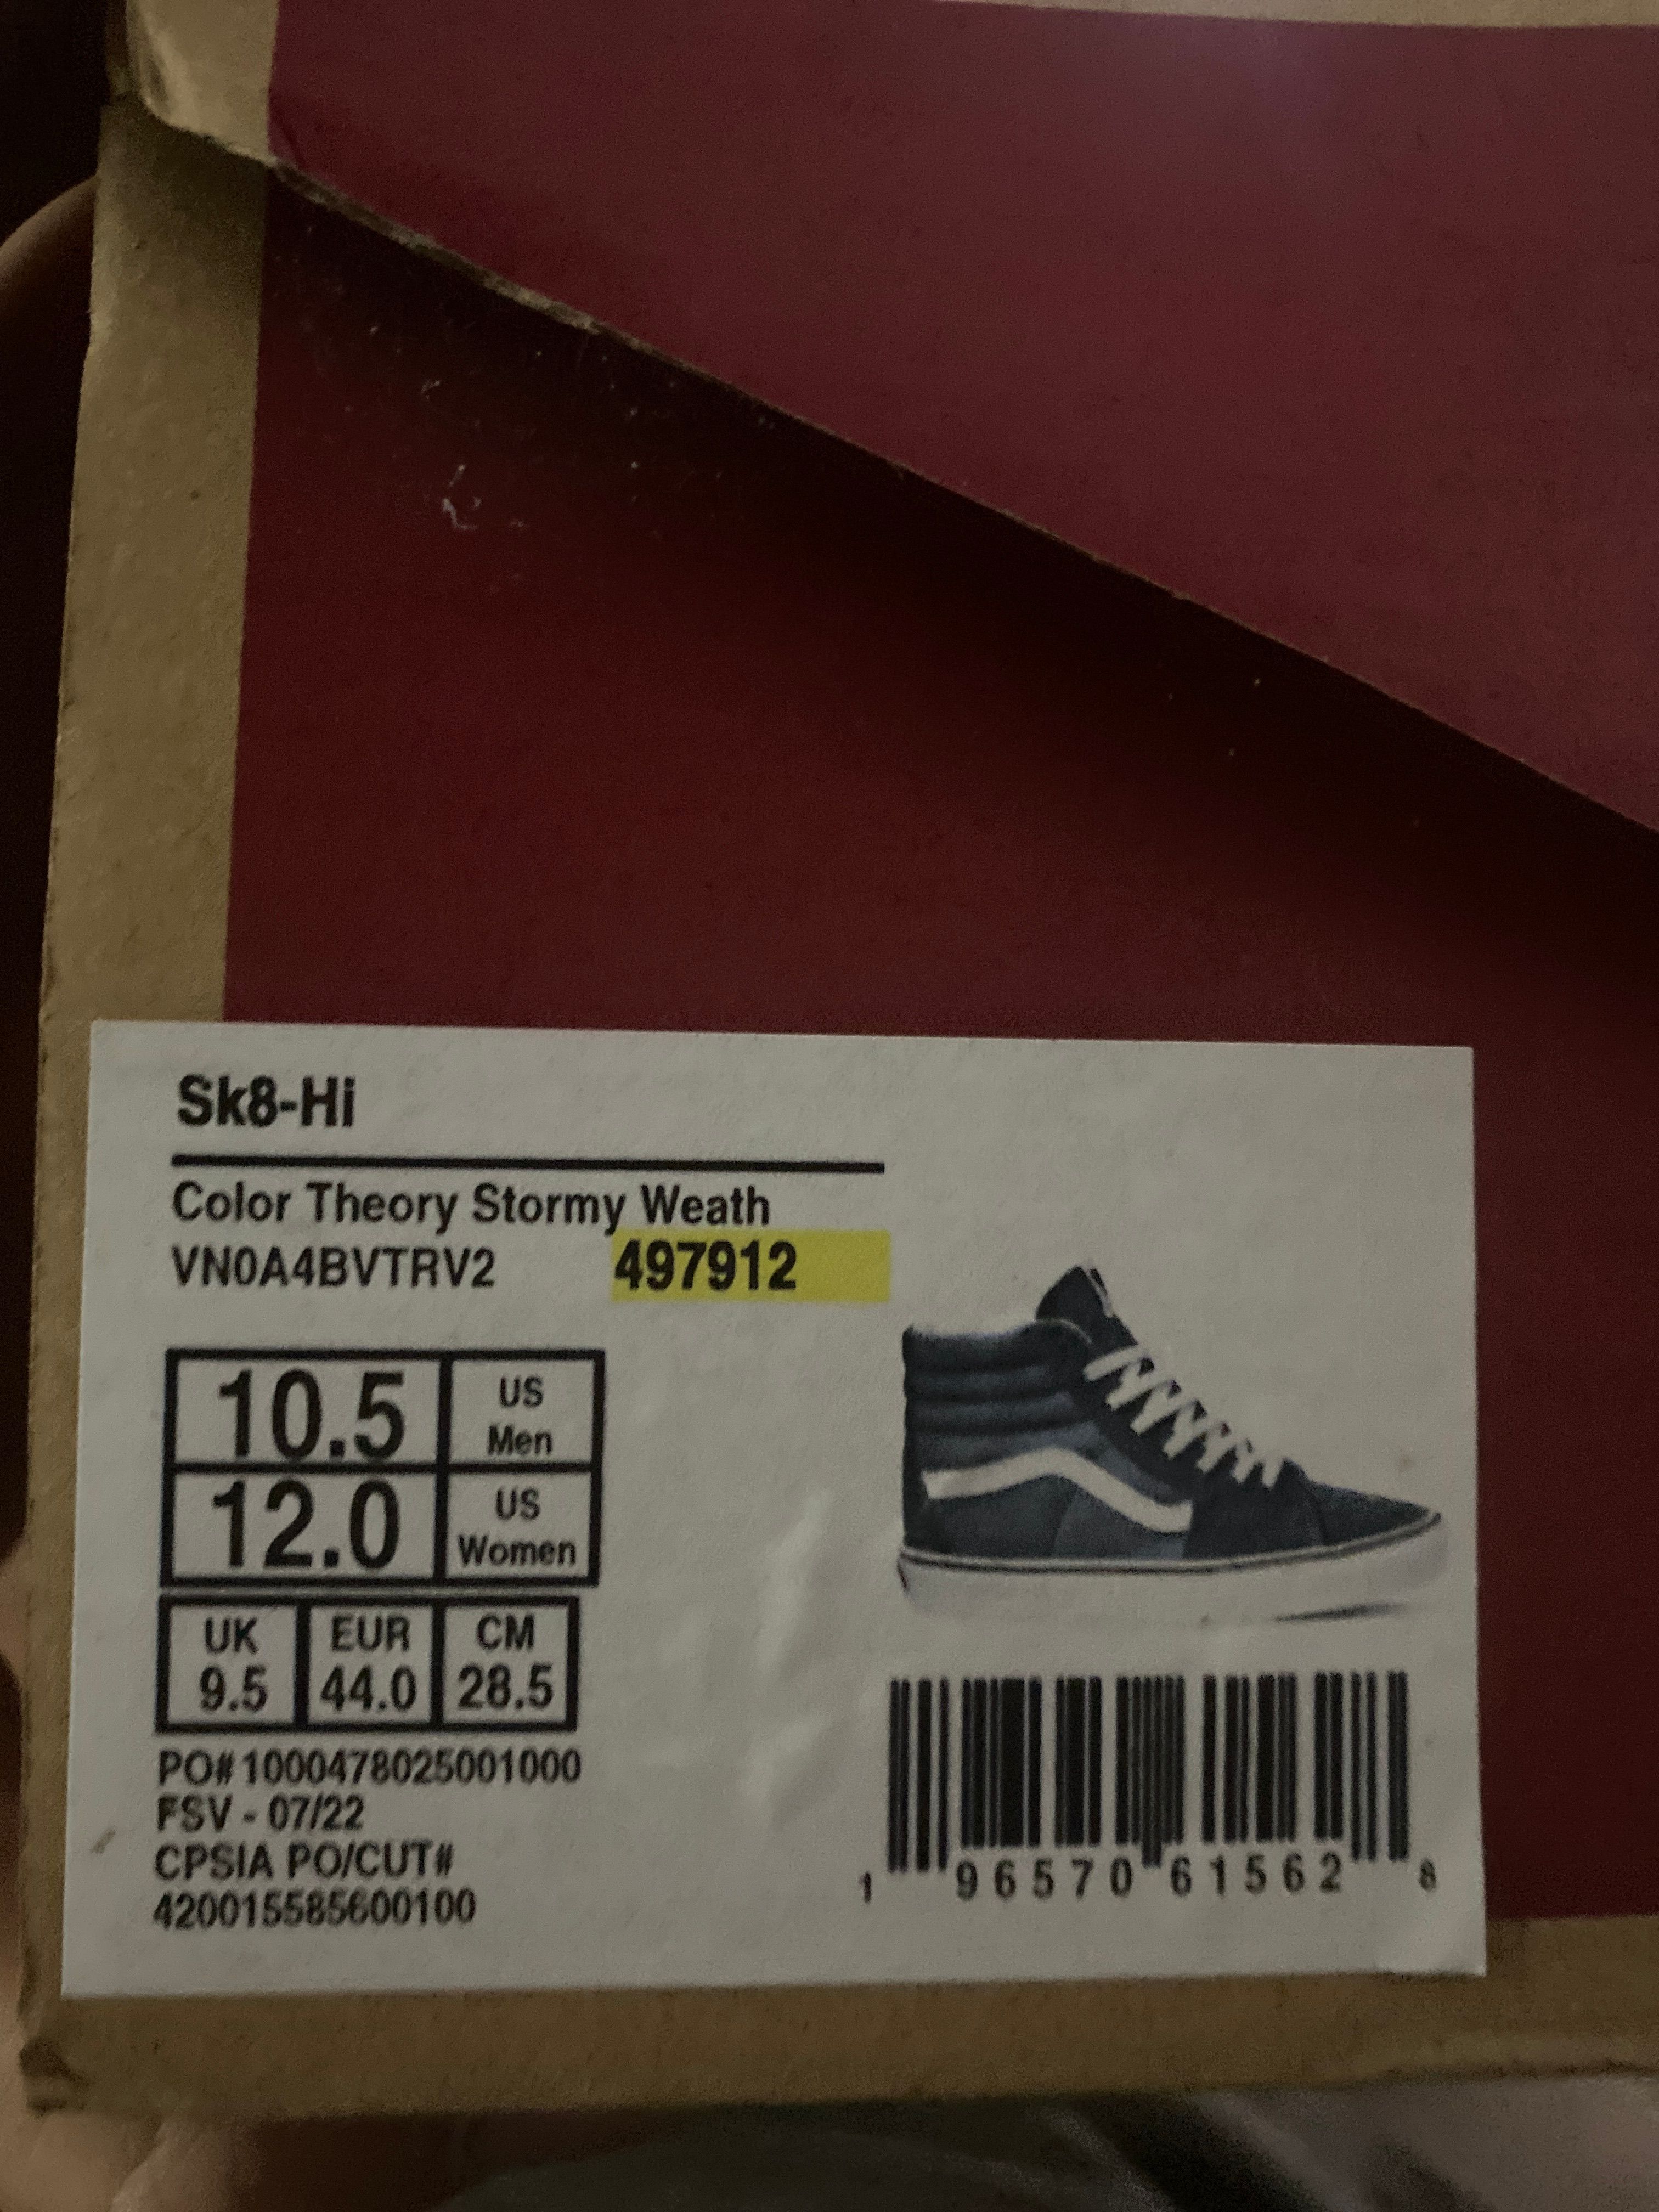 Sk8-Hi
Color Theory Stormy Weath
VN0A4BVTRV2 497912
10.5 US Men
12.0 US Women
UK EUR CM
9.5 44.0 28.5
PO# 1000478025001000
FSV - 07/22
CPSIA PO/CUT#
420015585600100
1 96570 61562 8